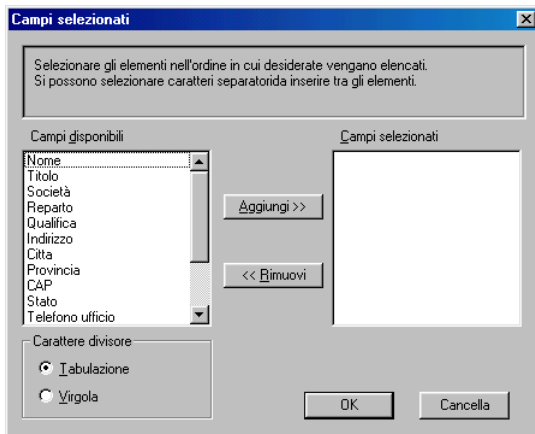 Campi selezionati
Selezionare gli elementi nell'ordine in cui desiderate vengano elencati.
Si possono selezionare caratteri separatorida inserire tra gli elementi.
Campi disponibili
Nome
Titolo
Società
Reparto
Qualifica
Indirizzo
Citta
Provincia
CAP
Stato
Telefono ufficio
Aggiungi >>
<< Rimuovi
Campi selezionati
Carattere divisore
Tabulazione
Virgola
OK
Cancella